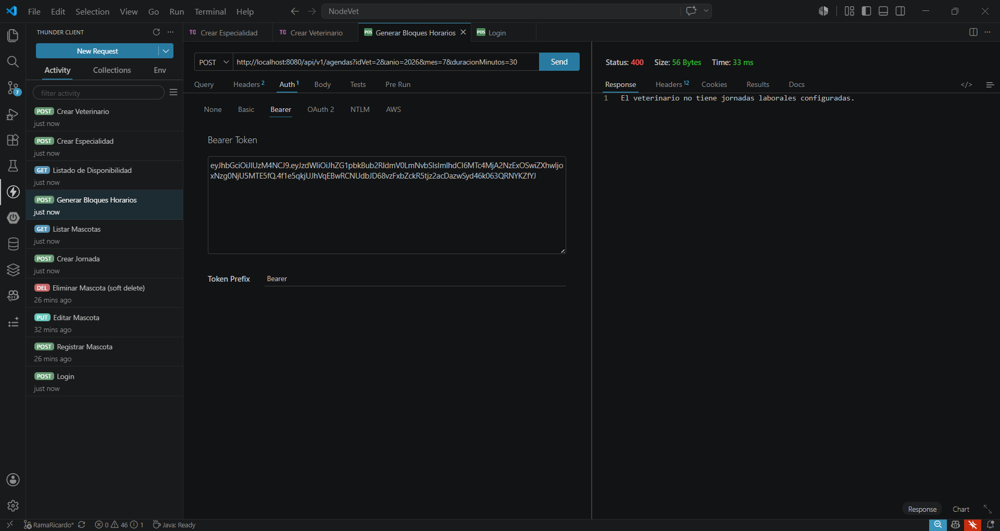 File Edit Selection View Go Run Terminal Help
NodeVet
THUNDER CLIENT
New Request
Activity Collections Env
filter activity
POST Crear Veterinario
just now
POST Crear Especialidad
just now
GET Listado de Disponibilidad
just now
POST Generar Bloques Horarios
just now
GET Listar Mascotas
just now
POST Crear Jornada
just now
DEL Eliminar Mascota (soft delete)
26 mins ago
PUT Editar Mascota
32 mins ago
POST Registrar Mascota
26 mins ago
POST Login
just now
7
TC Crear Especialidad
TC Crear Veterinario
POS Generar Bloques Horarios
POS Login
POST http://localhost:8080/api/v1/agendas?idVet=2&anio=2026&mes=7&duracionMinutos=30 Send
Query Headers 2 Auth 1 Body Tests Pre Run
None Basic Bearer OAuth 2 NTLM AWS
Bearer Token
Token Prefix Bearer
Status: 400 Size: 56 Bytes Time: 33 ms
Response Headers 12 Cookies Results Docs
1 El veterinario no tiene jornadas laborales configuradas.
Response Chart
RamaRicardo* 0 46 1 Java: Ready